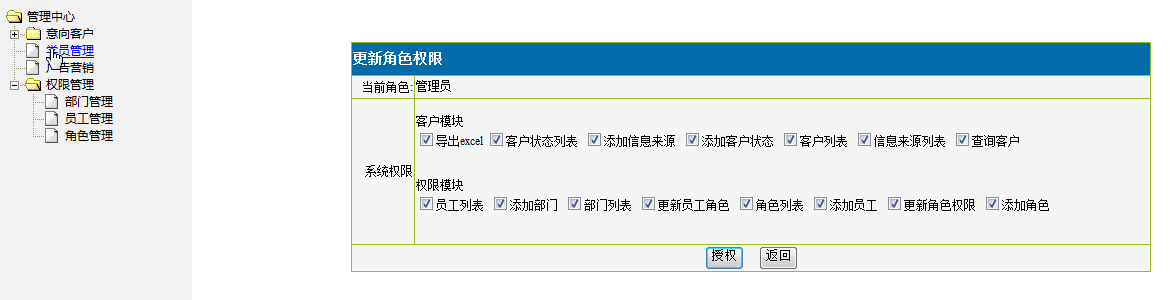 管理中心
意向客户
学员管理
广告营销
权限管理
部门管理
员工管理
角色管理
更新角色权限
当前角色: 管理员
系统权限
客户模块
导出excel 客户状态列表 添加信息来源 添加客户状态 客户列表 信息来源列表 查询客户
权限模块
员工列表 添加部门 部门列表 更新员工角色 角色列表 添加员工 更新角色权限 添加角色
授权 返回